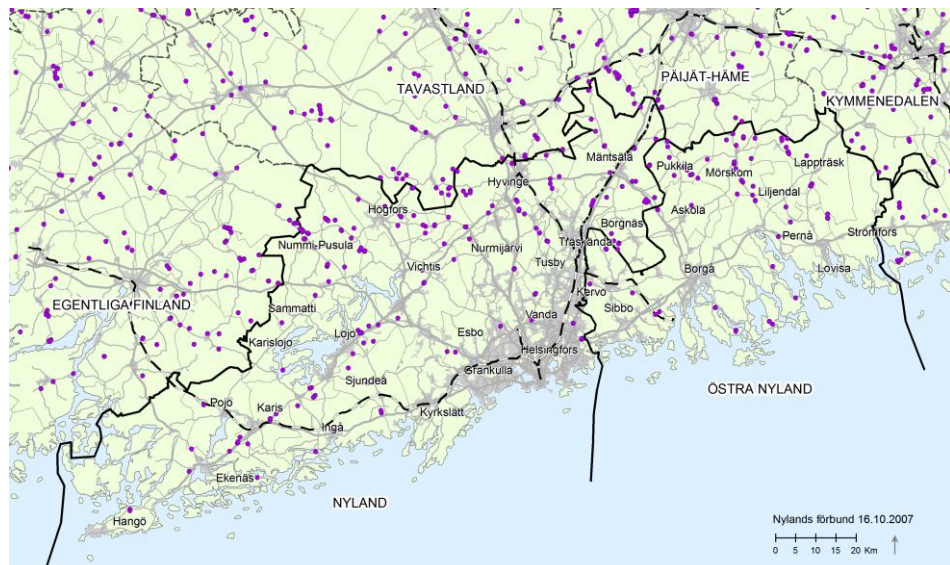 PÄIJÄT-HÄME
TAVASTLAND
KYMMENEDALEN
Mäntsälä
Lappträsk
Pukkila
Mörskom
Hyvinge
Liljendal
Högfors
Askola
Borgnäs
Nummi-Pusula
Träskända
Pernå
Strömfors
Nurmijärvi
Tusby
Vichtis
Borgå
Lovisa
Kervo
EGENTLIGA FINLAND
Sammatti
Sibbo
Vanda
Lojo
Esbo
Karislojo
Helsingfors
Grankulla
Sjundeå
ÖSTRA NYLAND
Pojo
Karis
Kyrkslätt
Ingå
Ekenäs
NYLAND
Hangö
Nylands förbund 16.10.2007
0 5 10 15 20 Km